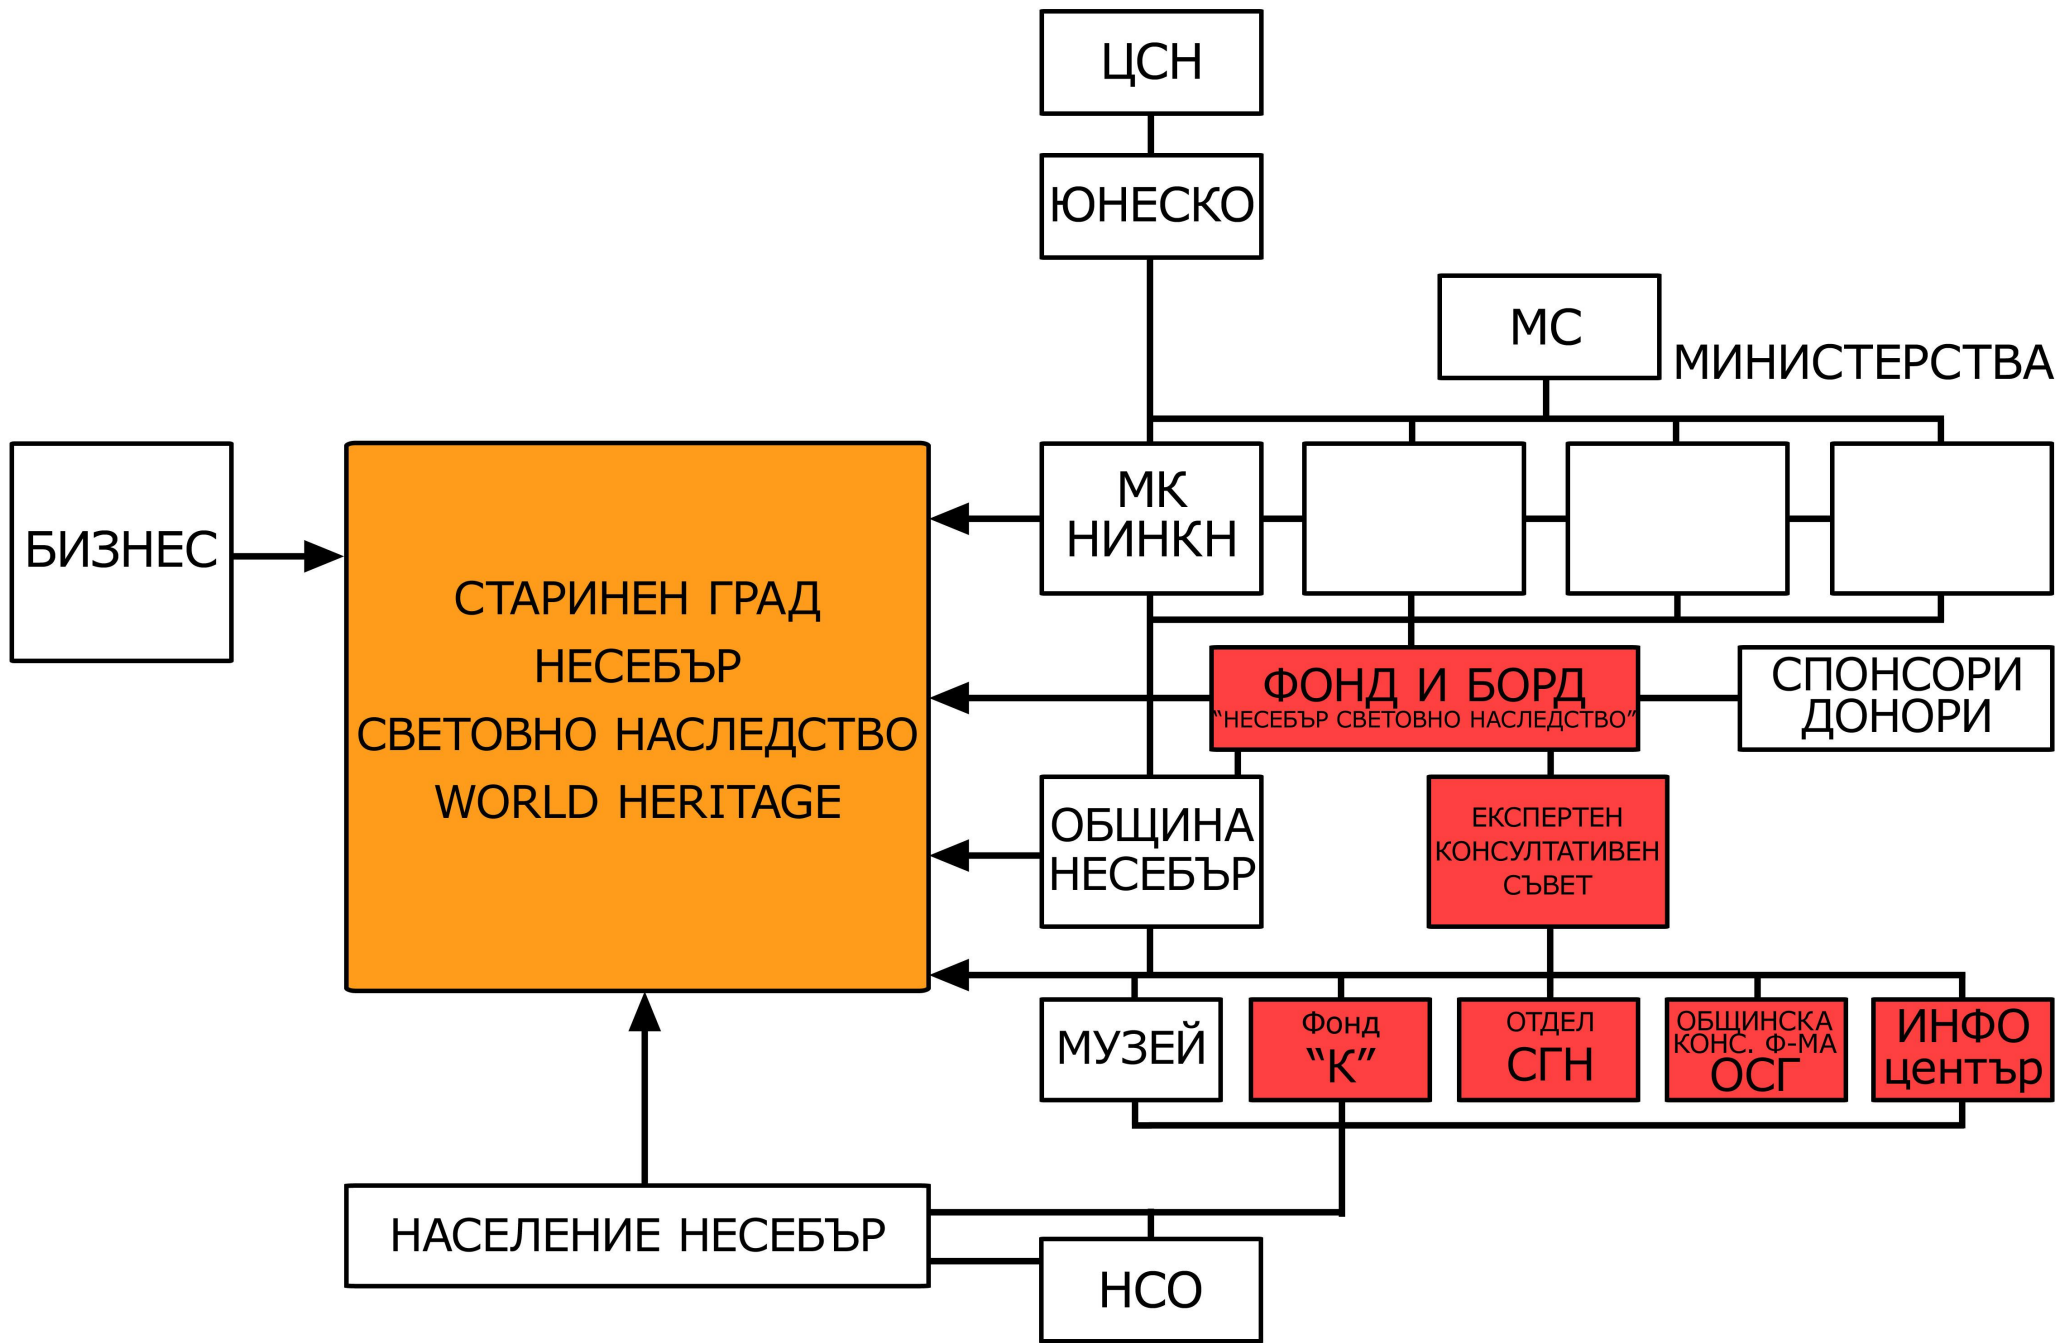 ЦСН
ЮНЕСКО
МС
МИНИСТЕРСТВА
БИЗНЕС
СТАРИНЕН ГРАД
НЕСЕБЪР
СВЕТОВНО НАСЛЕДСТВО
WORLD HERITAGE
МК
НИНКН
ФОНД И БОРД
“НЕСЕБЪР СВЕТОВНО НАСЛЕДСТВО”
СПОНСОРИ
ДОНОРИ
ОБЩИНА
НЕСЕБЪР
ЕКСПЕРТЕН
КОНСУЛТАТИВЕН
СЪВЕТ
МУЗЕЙ
Фонд
“К”
ОТДЕЛ
СГН
ОБЩИНСКА
КОНС. Ф-МА
ОСГ
ИНФО
център
НАСЕЛЕНИЕ НЕСЕБЪР
НСО